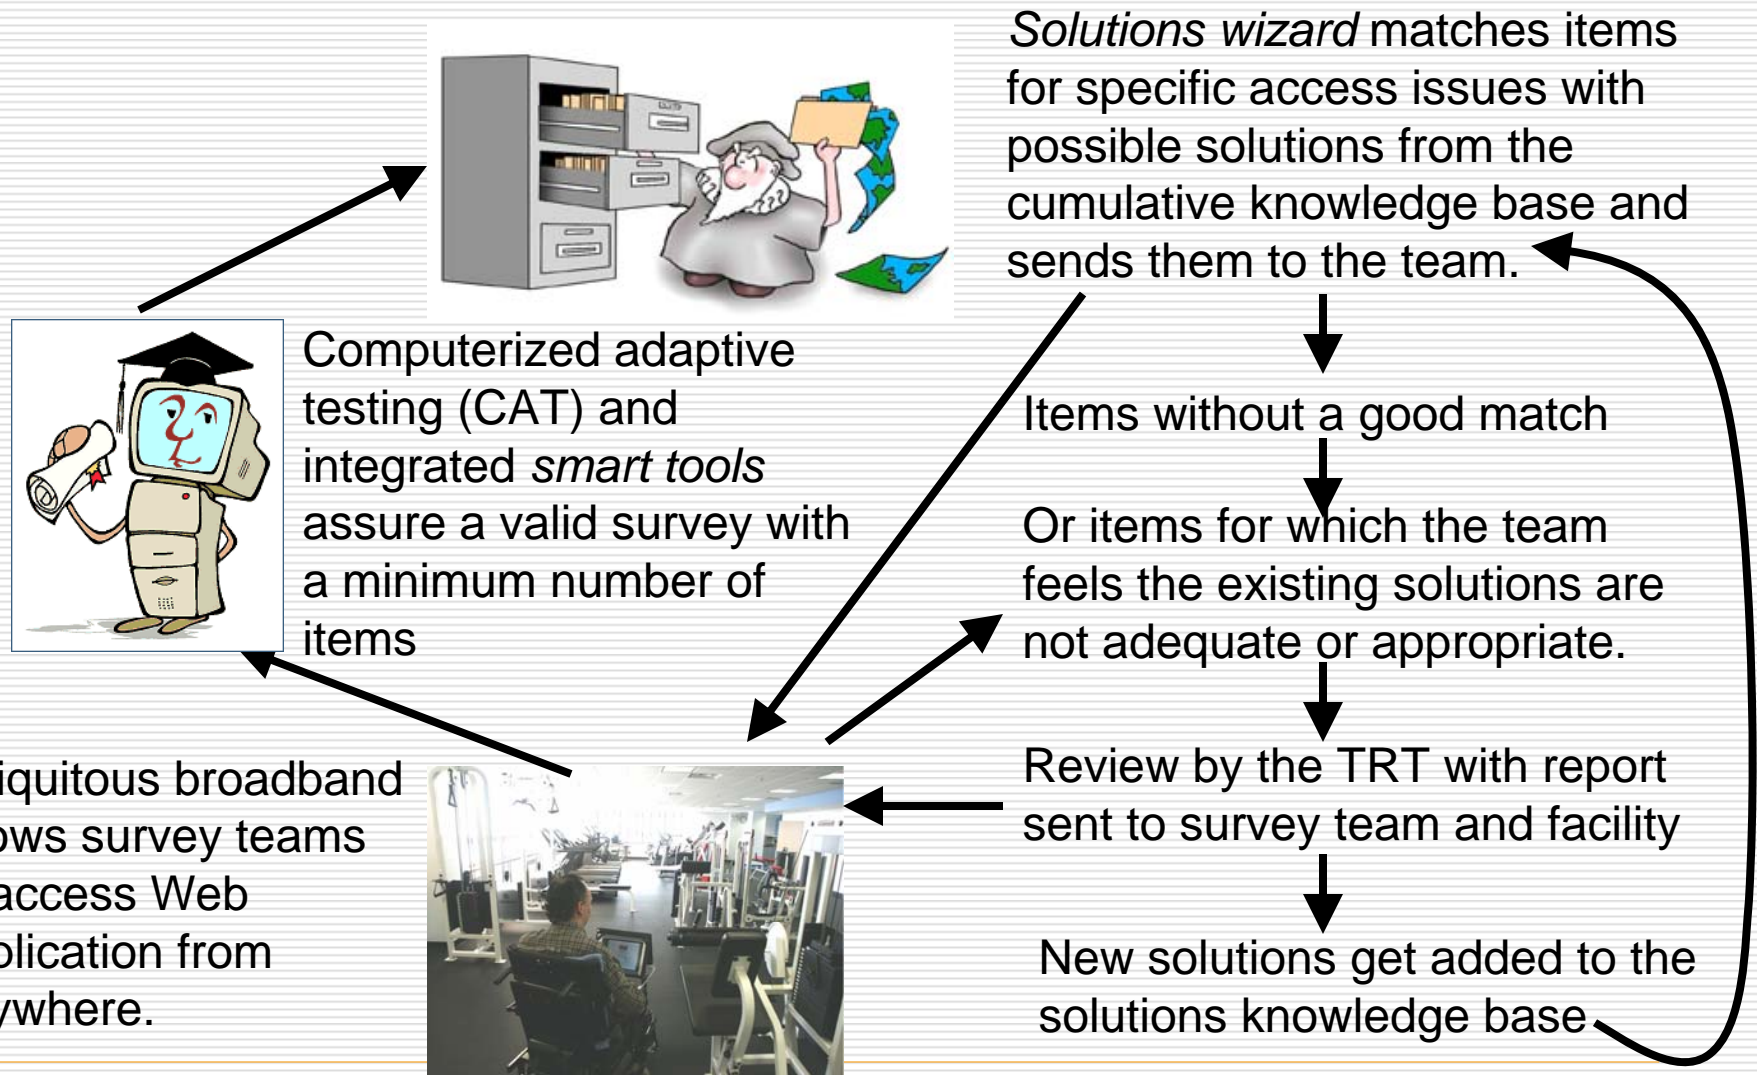 Solutions wizard matches items
for specific access issues with
possible solutions from the
cumulative knowledge base and
sends them to the team.
Computerized adaptive
testing (CAT) and
integrated smart tools
assure a valid survey with
a minimum number of
items
Items without a good match
Or items for which the team
feels the existing solutions are
not adequate or appropriate.
iquitous broadband
ows survey teams
access Web
plication from
ywhere.
Review by the TRT with report
sent to survey team and facility
New solutions get added to the
solutions knowledge base